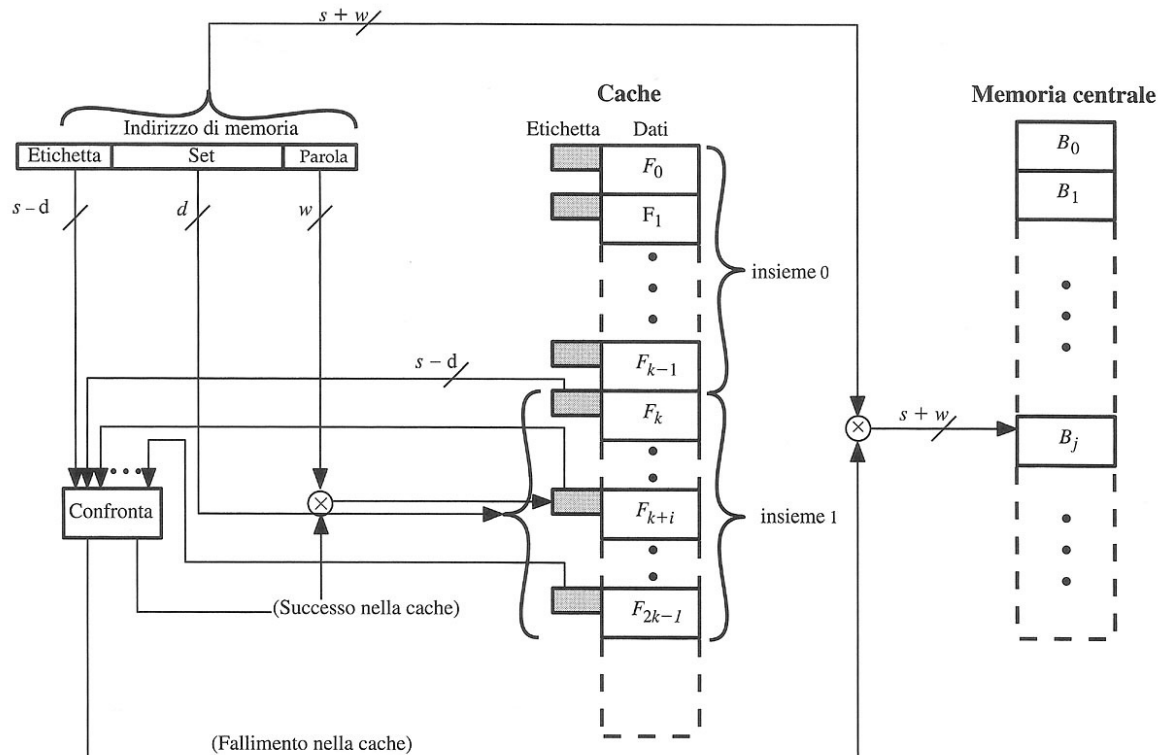 s + w
Cache
Memoria centrale
Indirizzo di memoria
Etichetta
Dati
Etichetta
Set
Parola
F0
B0
s – d
d
w
F1
B1
insieme 0
s – d
Fk–1
Fk
s + w
Bj
Confronta
Fk+i
insieme 1
(Successo nella cache)
F2k–1
(Fallimento nella cache)